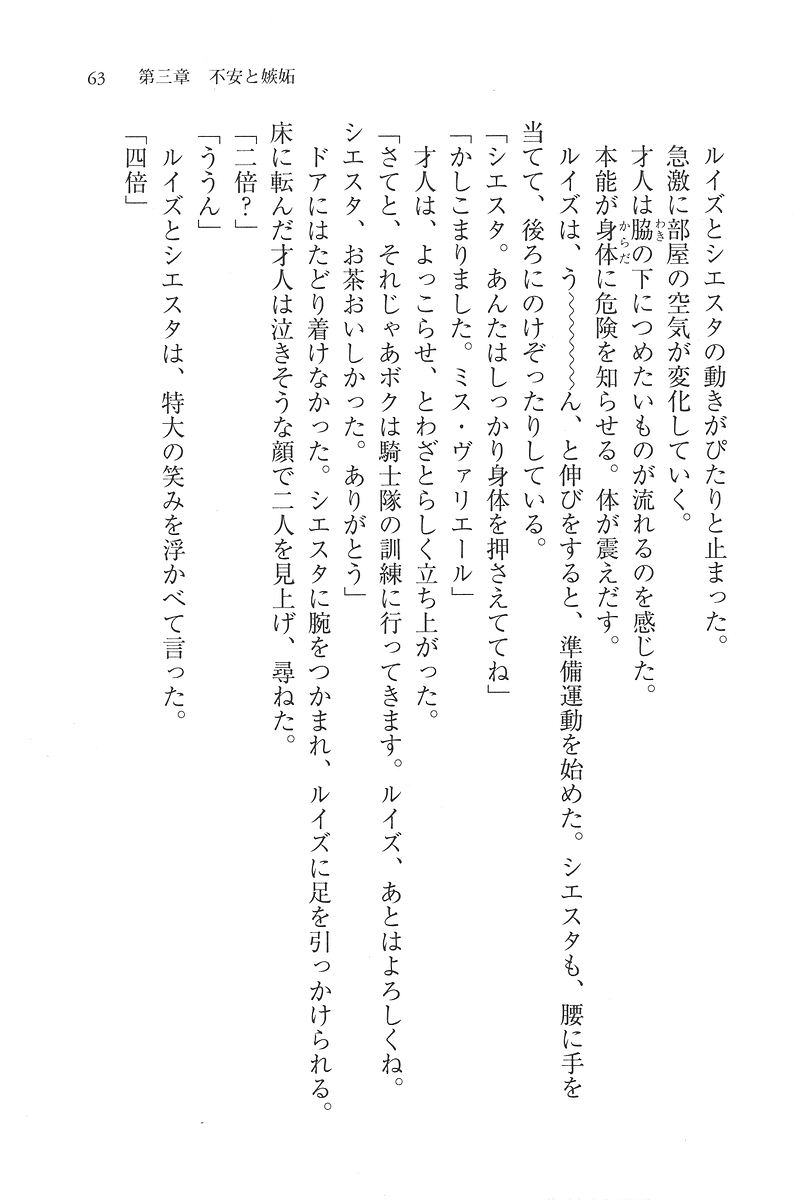 63　第三章　不安と嫉妬
ルイズとシエスタの動きがぴたりと止まった。
急激に部屋の空気が変化していく。
才人は脇の下につめたいものが流れるのを感じた。
本能が身体に危険を知らせる。体が震えだす。
ルイズは、う〜〜〜〜〜ん、と伸びをすると、準備運動を始めた。シエスタも、腰に手を
当てて、後ろにのけぞったりしている。
「シエスタ。あんたはしっかり身体を押さえててね」
「かしこまりました。ミス・ヴァリエール」
才人は、よっこらせ、とわざとらしく立ち上がった。
「さてと、それじゃあボクは騎士隊の訓練に行ってきます。ルイズ、あとはよろしくね。
シエスタ、お茶おいしかった。ありがとう」
ドアにはたどり着けなかった。シエスタに腕をつかまれ、ルイズに足を引っかけられる。
床に転んだ才人は泣きそうな顔で二人を見上げ、尋ねた。
「二倍？」
「ううん」
ルイズとシエスタは、特大の笑みを浮かべて言った。
「四倍」